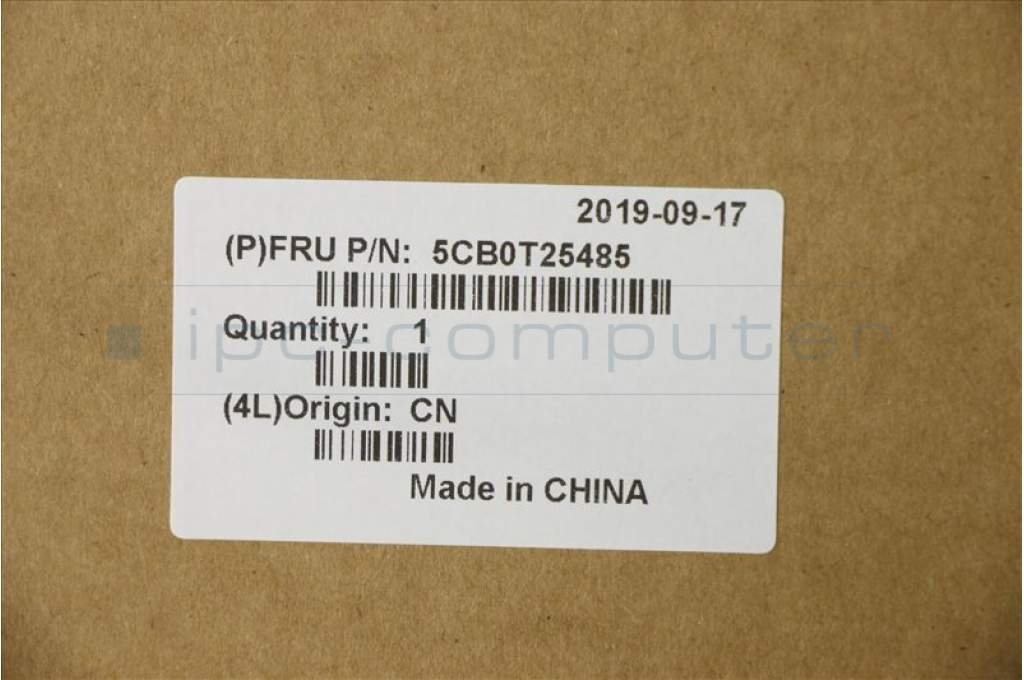 2019-09-17
(P)FRU P/N: 5CB0T25485
Quantity: 1
ipc-computer
(4L)Origin: CN
Made in CHINA